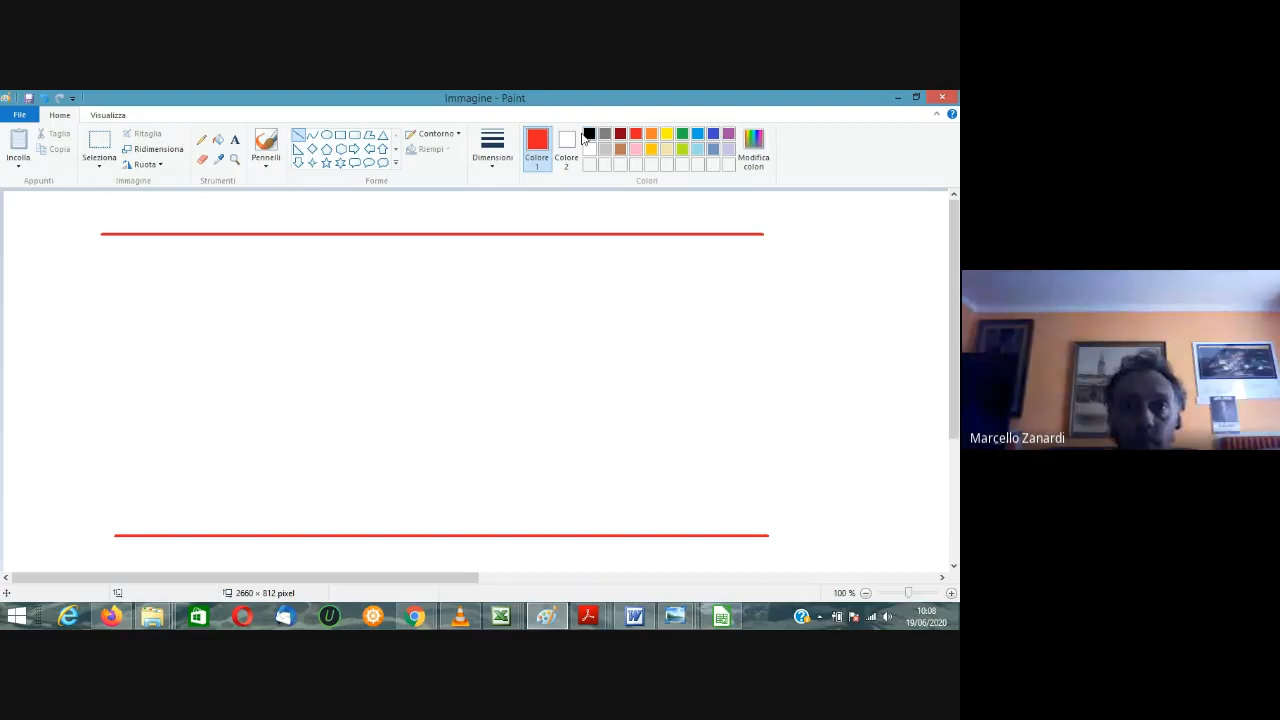 Immagine - Paint
File Home Visualizza
Incolla
Taglia
Copia
Appunti
Seleziona
Ritaglia
Ridimensiona
Ruota
Immagine
Strumenti
Pennelli
Contorno
Riempi
Forme
Dimensioni
Colore
1
Colore
2
Modifica
colori
Colori
2660 × 812 pixel
100 %
10:08
19/06/2020
Marcello Zanardi